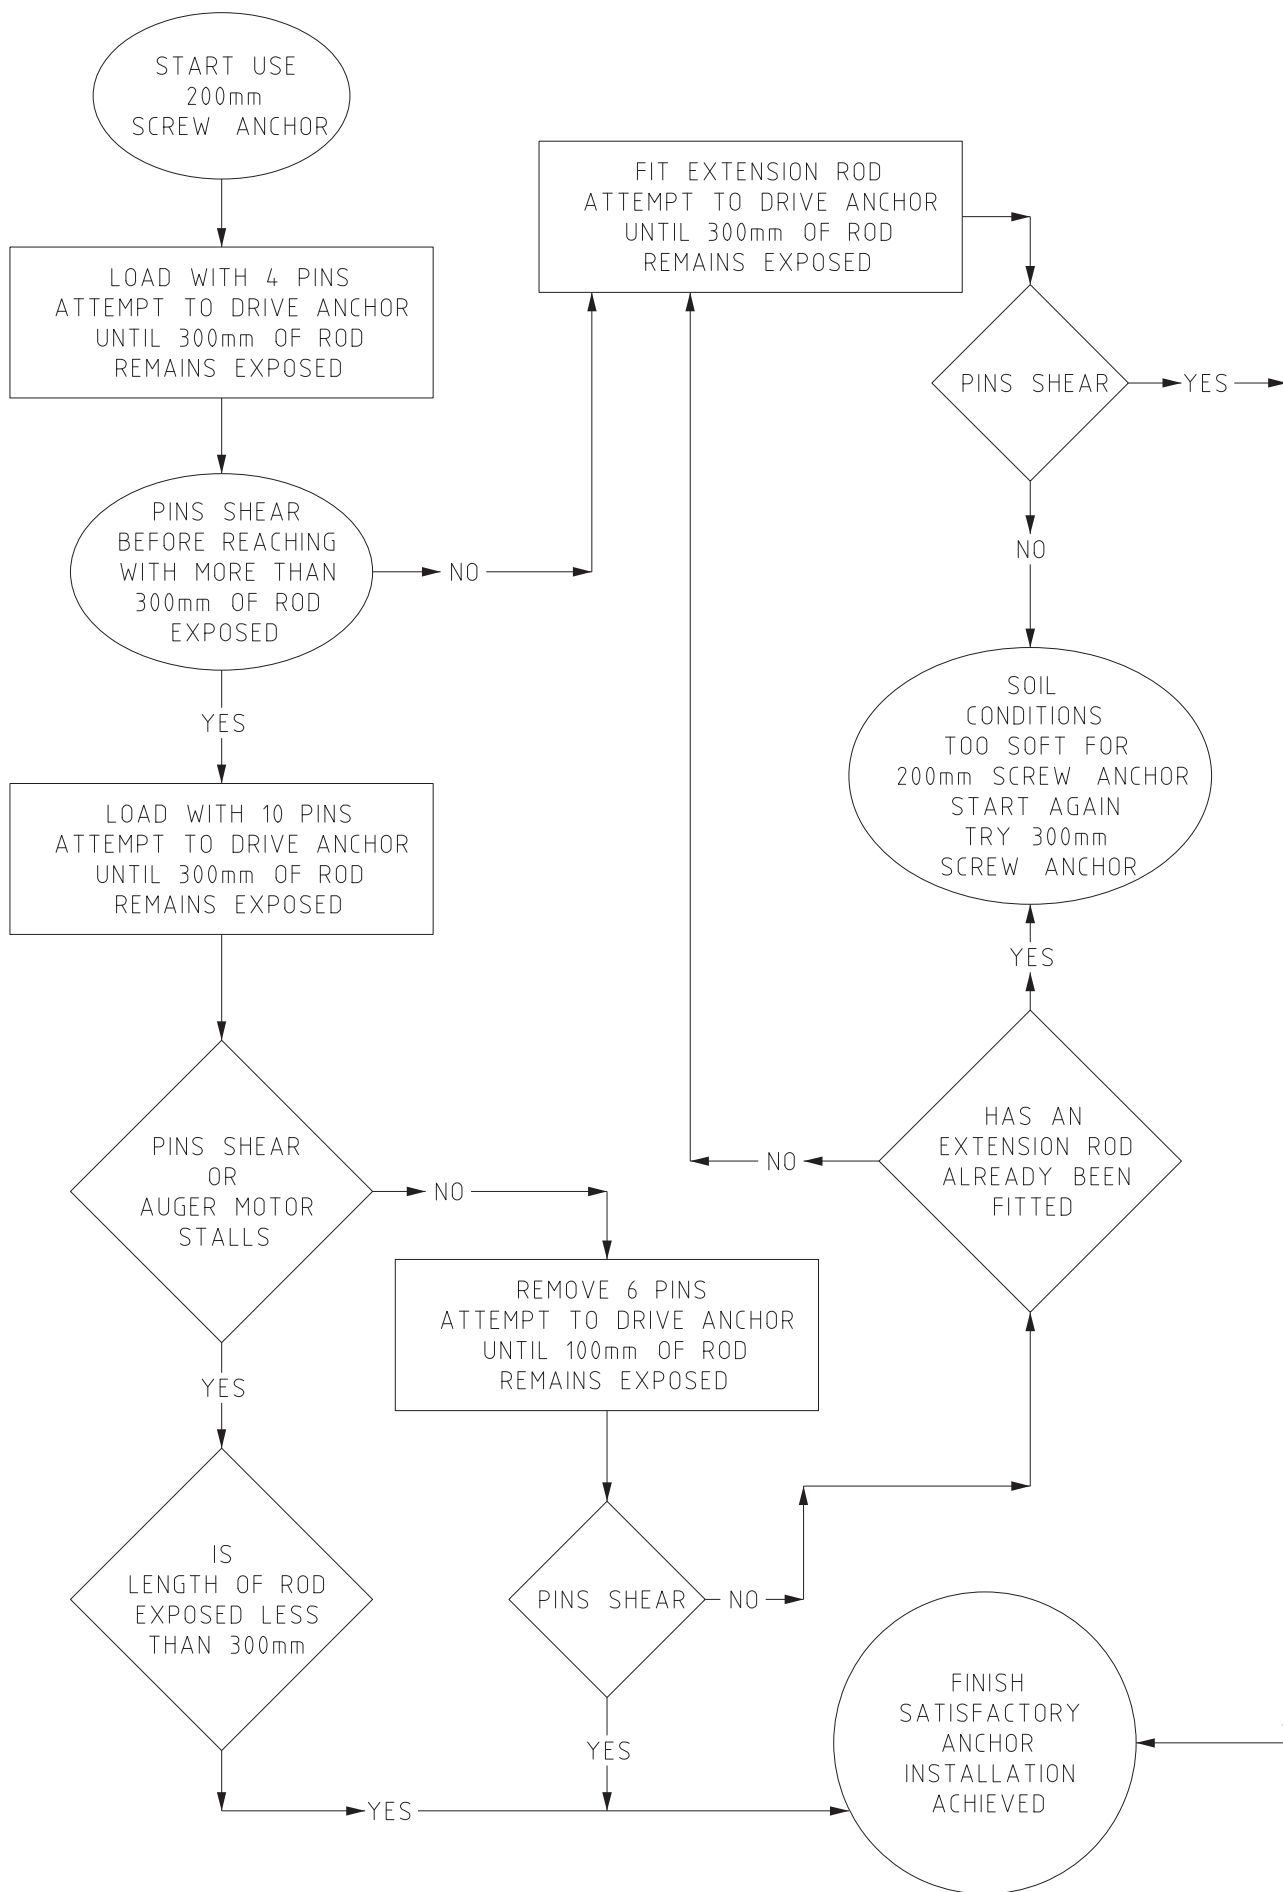 START USE
200mm
SCREW ANCHOR
LOAD WITH 4 PINS
ATTEMPT TO DRIVE ANCHOR
UNTIL 300mm OF ROD
REMAINS EXPOSED
PINS SHEAR
BEFORE REACHING
WITH MORE THAN
300mm OF ROD
EXPOSED
NO
YES
LOAD WITH 10 PINS
ATTEMPT TO DRIVE ANCHOR
UNTIL 300mm OF ROD
REMAINS EXPOSED
PINS SHEAR
OR
AUGER MOTOR
STALLS
NO
YES
IS
LENGTH OF ROD
EXPOSED LESS
THAN 300mm
YES
REMOVE 6 PINS
ATTEMPT TO DRIVE ANCHOR
UNTIL 100mm OF ROD
REMAINS EXPOSED
PINS SHEAR
NO
YES
FIT EXTENSION ROD
ATTEMPT TO DRIVE ANCHOR
UNTIL 300mm OF ROD
REMAINS EXPOSED
PINS SHEAR
YES
NO
SOIL
CONDITIONS
TOO SOFT FOR
200mm SCREW ANCHOR
START AGAIN
TRY 300mm
SCREW ANCHOR
YES
HAS AN
EXTENSION ROD
ALREADY BEEN
FITTED
NO
FINISH
SATISFACTORY
ANCHOR
INSTALLATION
ACHIEVED